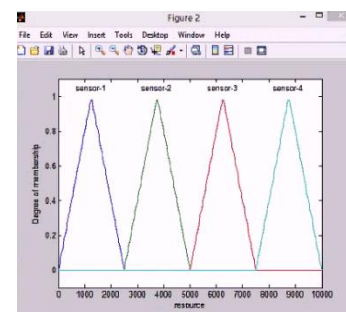 Figure 2
File Edit View Insert Tools Desktop Window Help
sensor-1 sensor-2 sensor-3 sensor-4
1
0.8
0.6
0.4
0.2
0
Degree of membership
0 1000 2000 3000 4000 5000 6000 7000 8000 9000 10000
resource